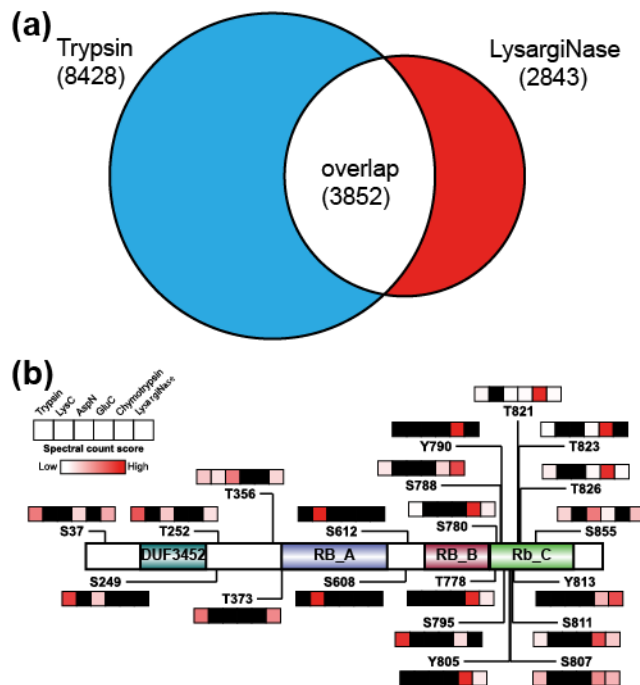 (a)
Trypsin
(8428)
LysargiNase
(2843)
overlap
(3852)
(b)
Trypsin
LysC
AspN
GluC
Chymotrypsin
LysargiNase
Spectral count score
Low
High
T821
Y790
T823
T356
S788
T826
S37
T252
S612
S780
S855
DUF3452
RB_A
RB_B
Rb_C
S249
T373
S608
T778
Y813
S795
S811
Y805
S807